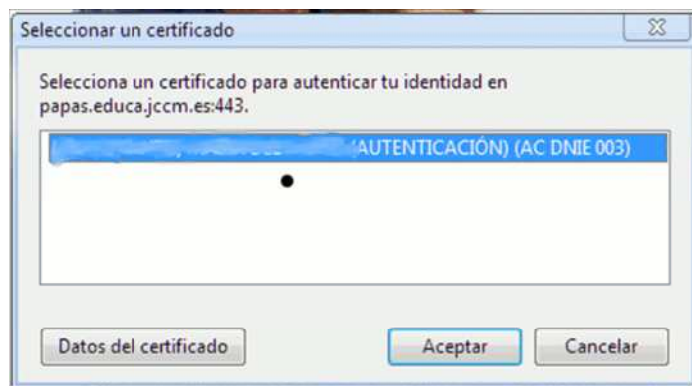 Seleccionar un certificado
Selecciona un certificado para autenticar tu identidad en
papas.educa.jccm.es:443.
(AUTENTICACIÓN) (AC DNIE 003)
Datos del certificado
Aceptar
Cancelar